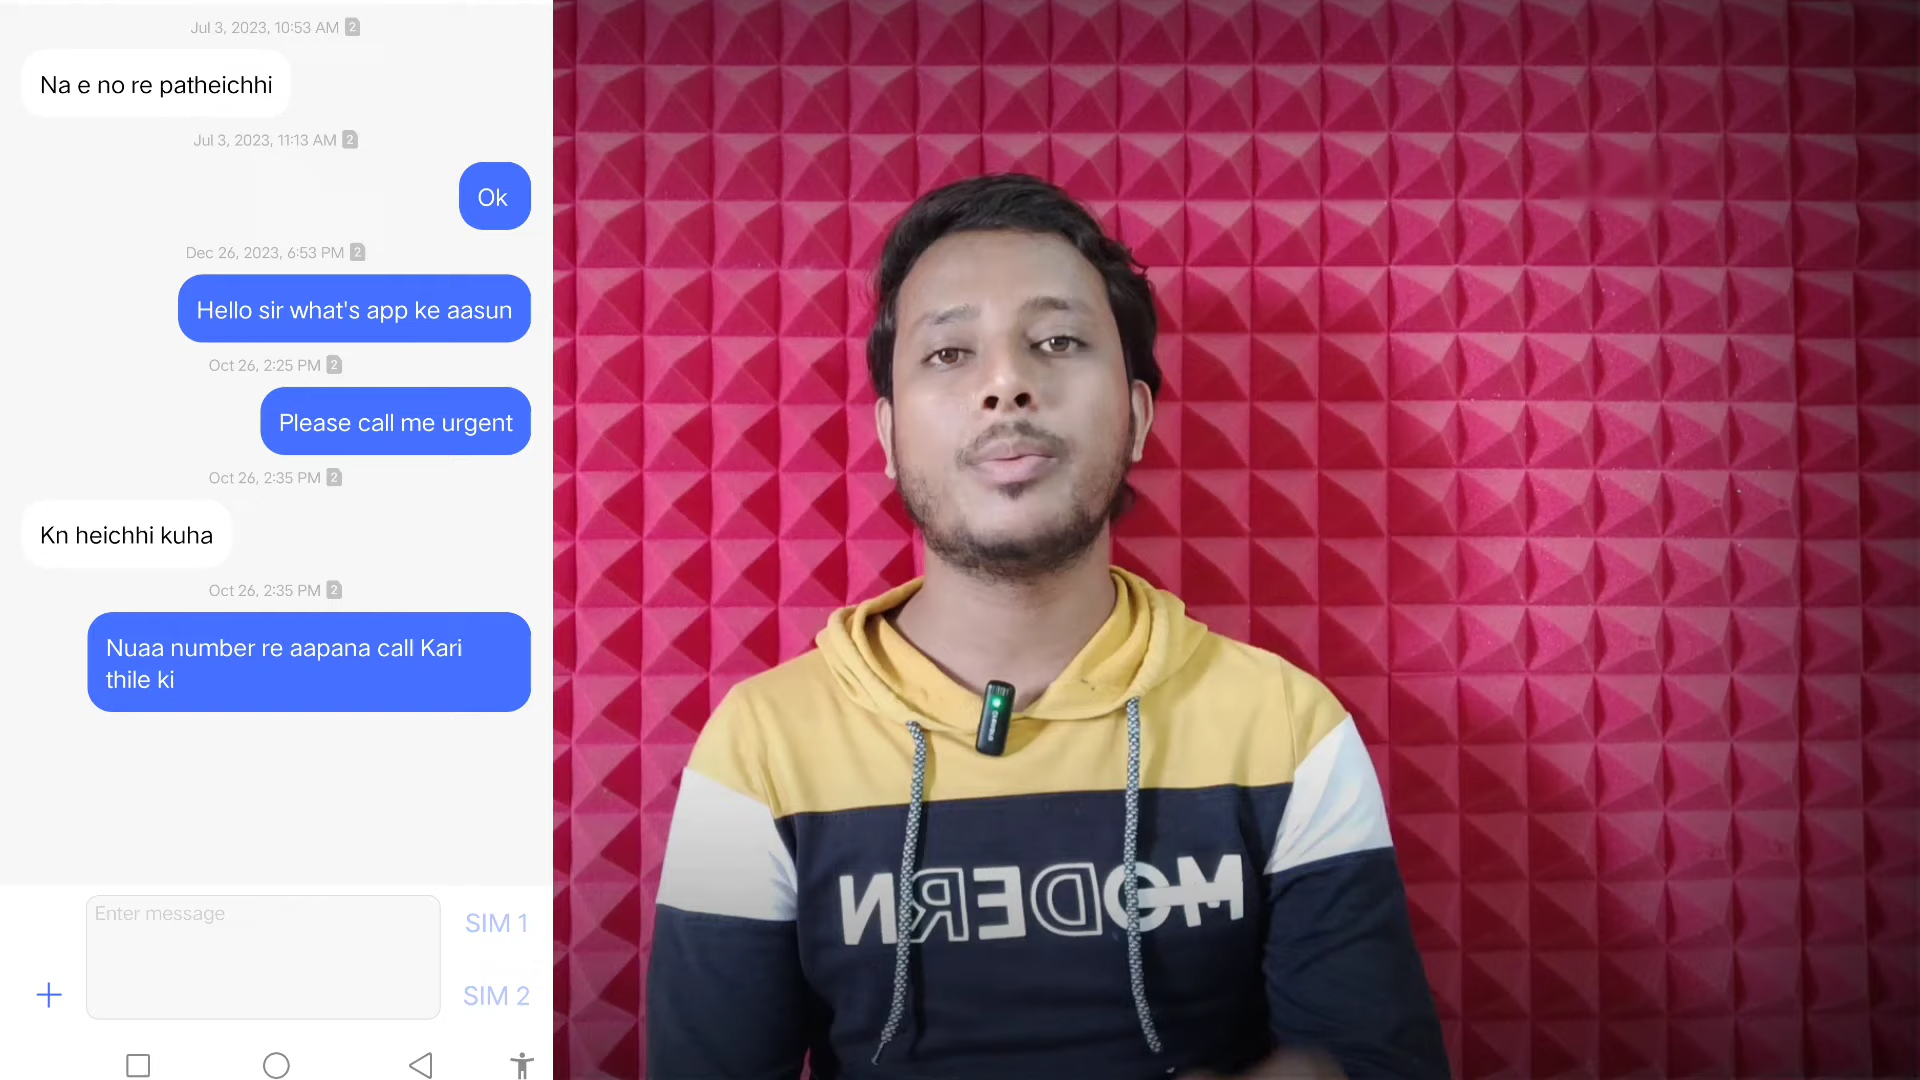 Jul 3, 2023, 10:53 AM 2
Na e no re patheichhi
Jul 3, 2023, 11:13 AM 2
Ok
Dec 26, 2023, 6:53 PM 2
Hello sir what's app ke aasun
Oct 26, 2:25 PM 2
Please call me urgent
Oct 26, 2:35 PM 2
Kn heichhi kuha
Oct 26, 2:35 PM 2
Nuaa number re aapana call Kari
thile ki
Enter message
SIM 1
SIM 2
MODERN